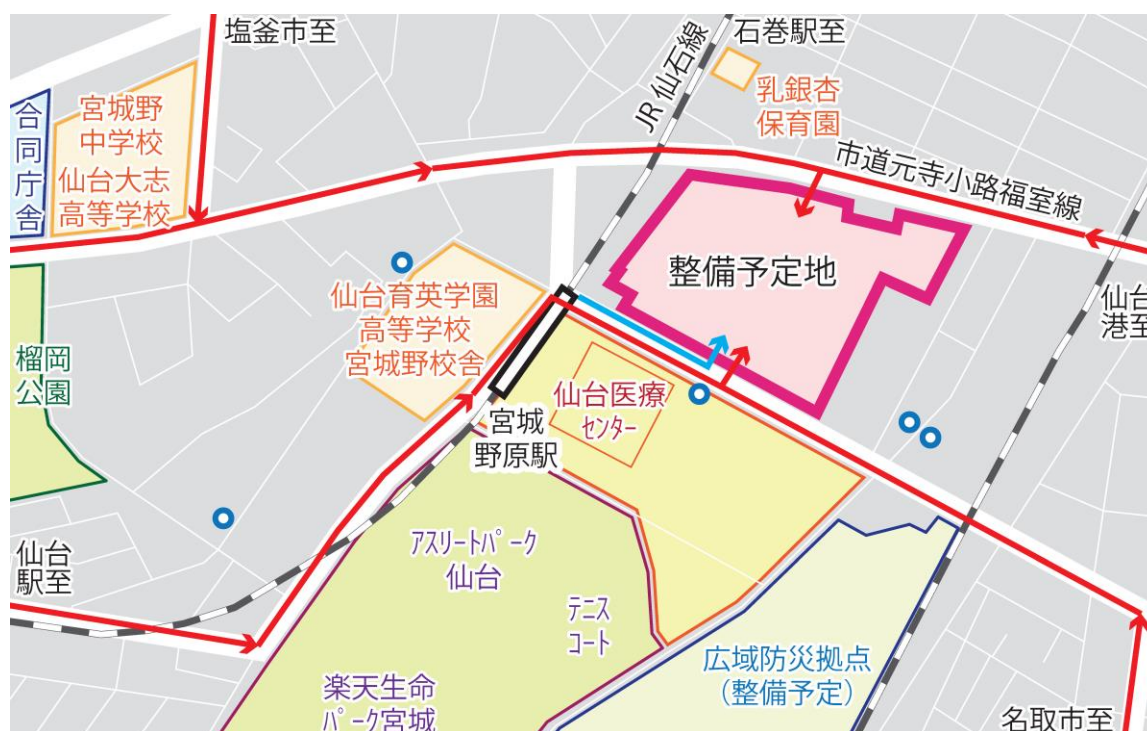 塩釜市至
石巻駅至
JR 仙石線
合同庁舎
宮城野
中学校
仙台大志
高等学校
乳銀杏
保育園
市道元寺小路福室線
整備予定地
仙台育英学園
高等学校
宮城野校舎
仙台
港至
榴岡
公園
仙台医療
センター
宮城
野原駅
仙台
駅至
アスリートパーク
仙台
テニス
コート
広域防災拠点
(整備予定)
楽天生命
パーク宮城
名取市至